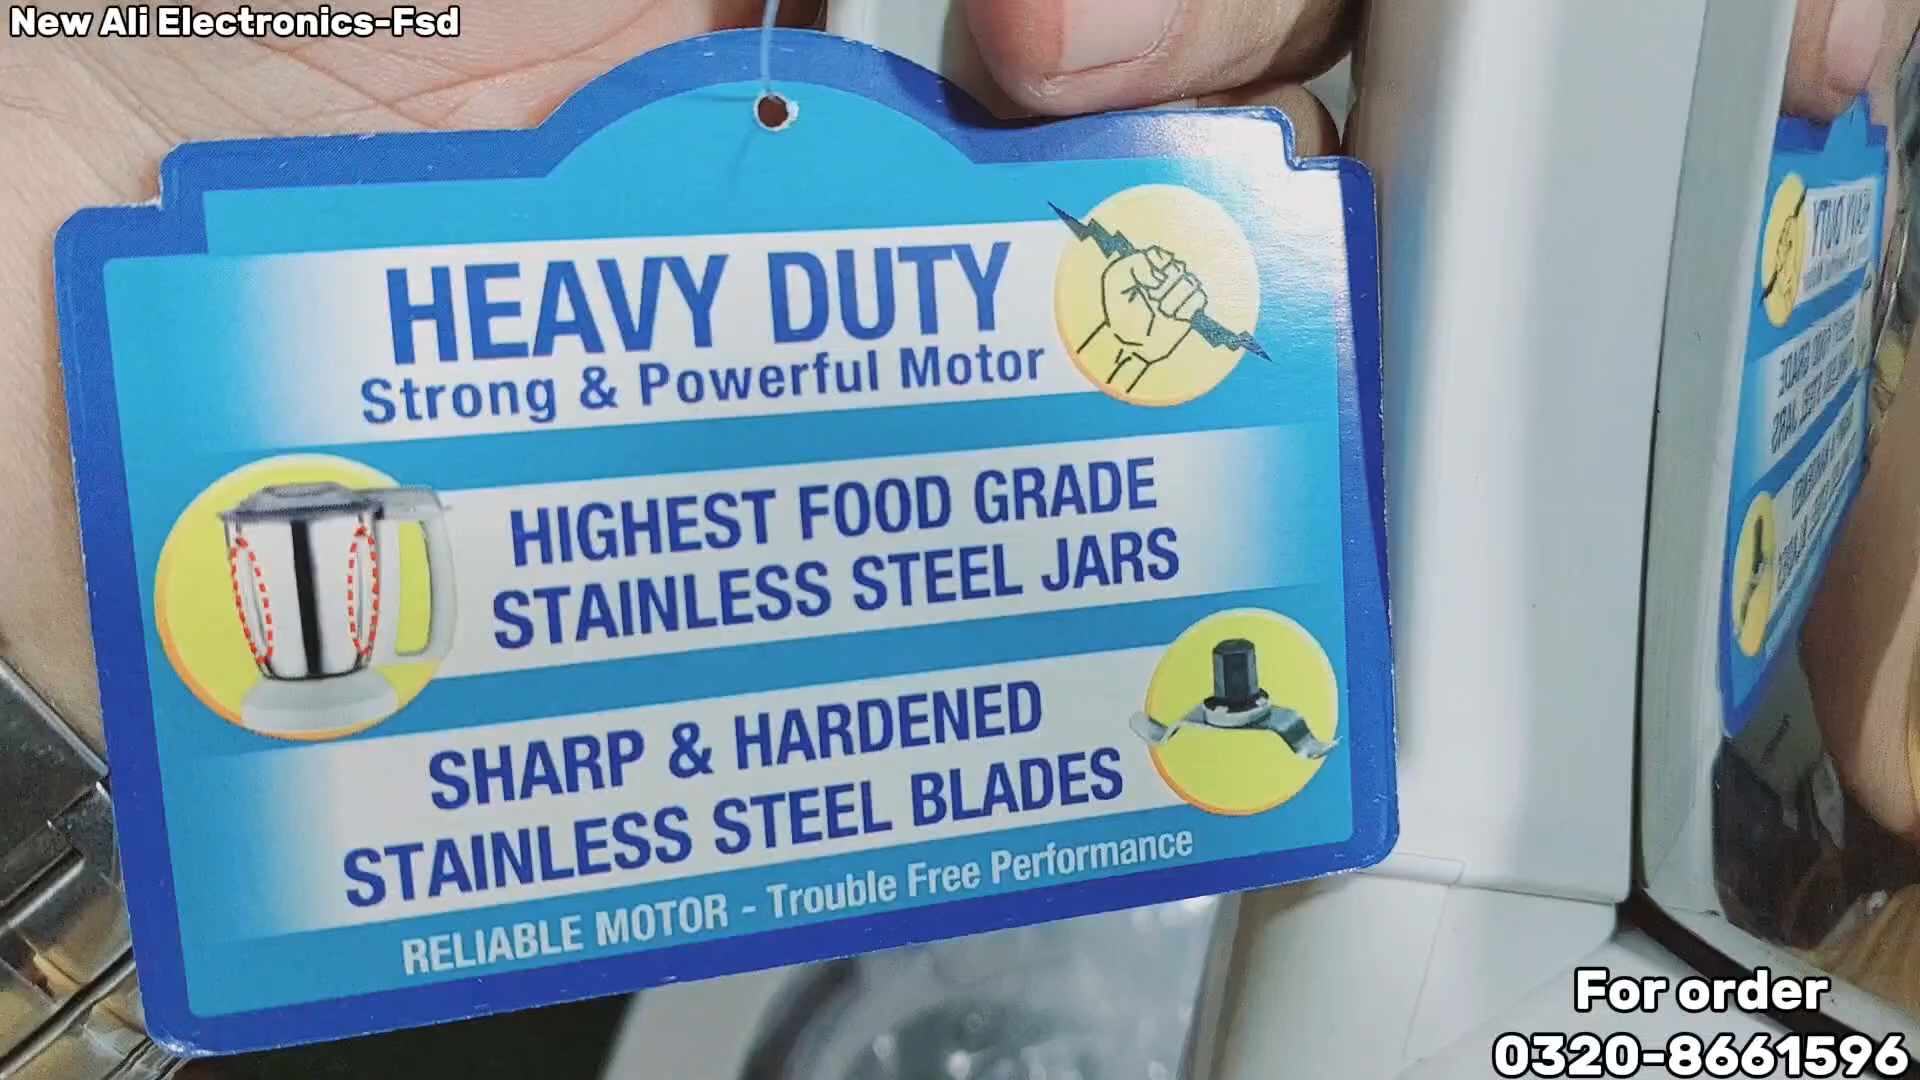 New Ali Electronics-Fsd
HEAVY DUTY
Strong & Powerful Motor
HIGHEST FOOD GRADE
STAINLESS STEEL JARS
SHARP & HARDENED
STAINLESS STEEL BLADES
RELIABLE MOTOR - Trouble Free Performance
For order
0320-8661596